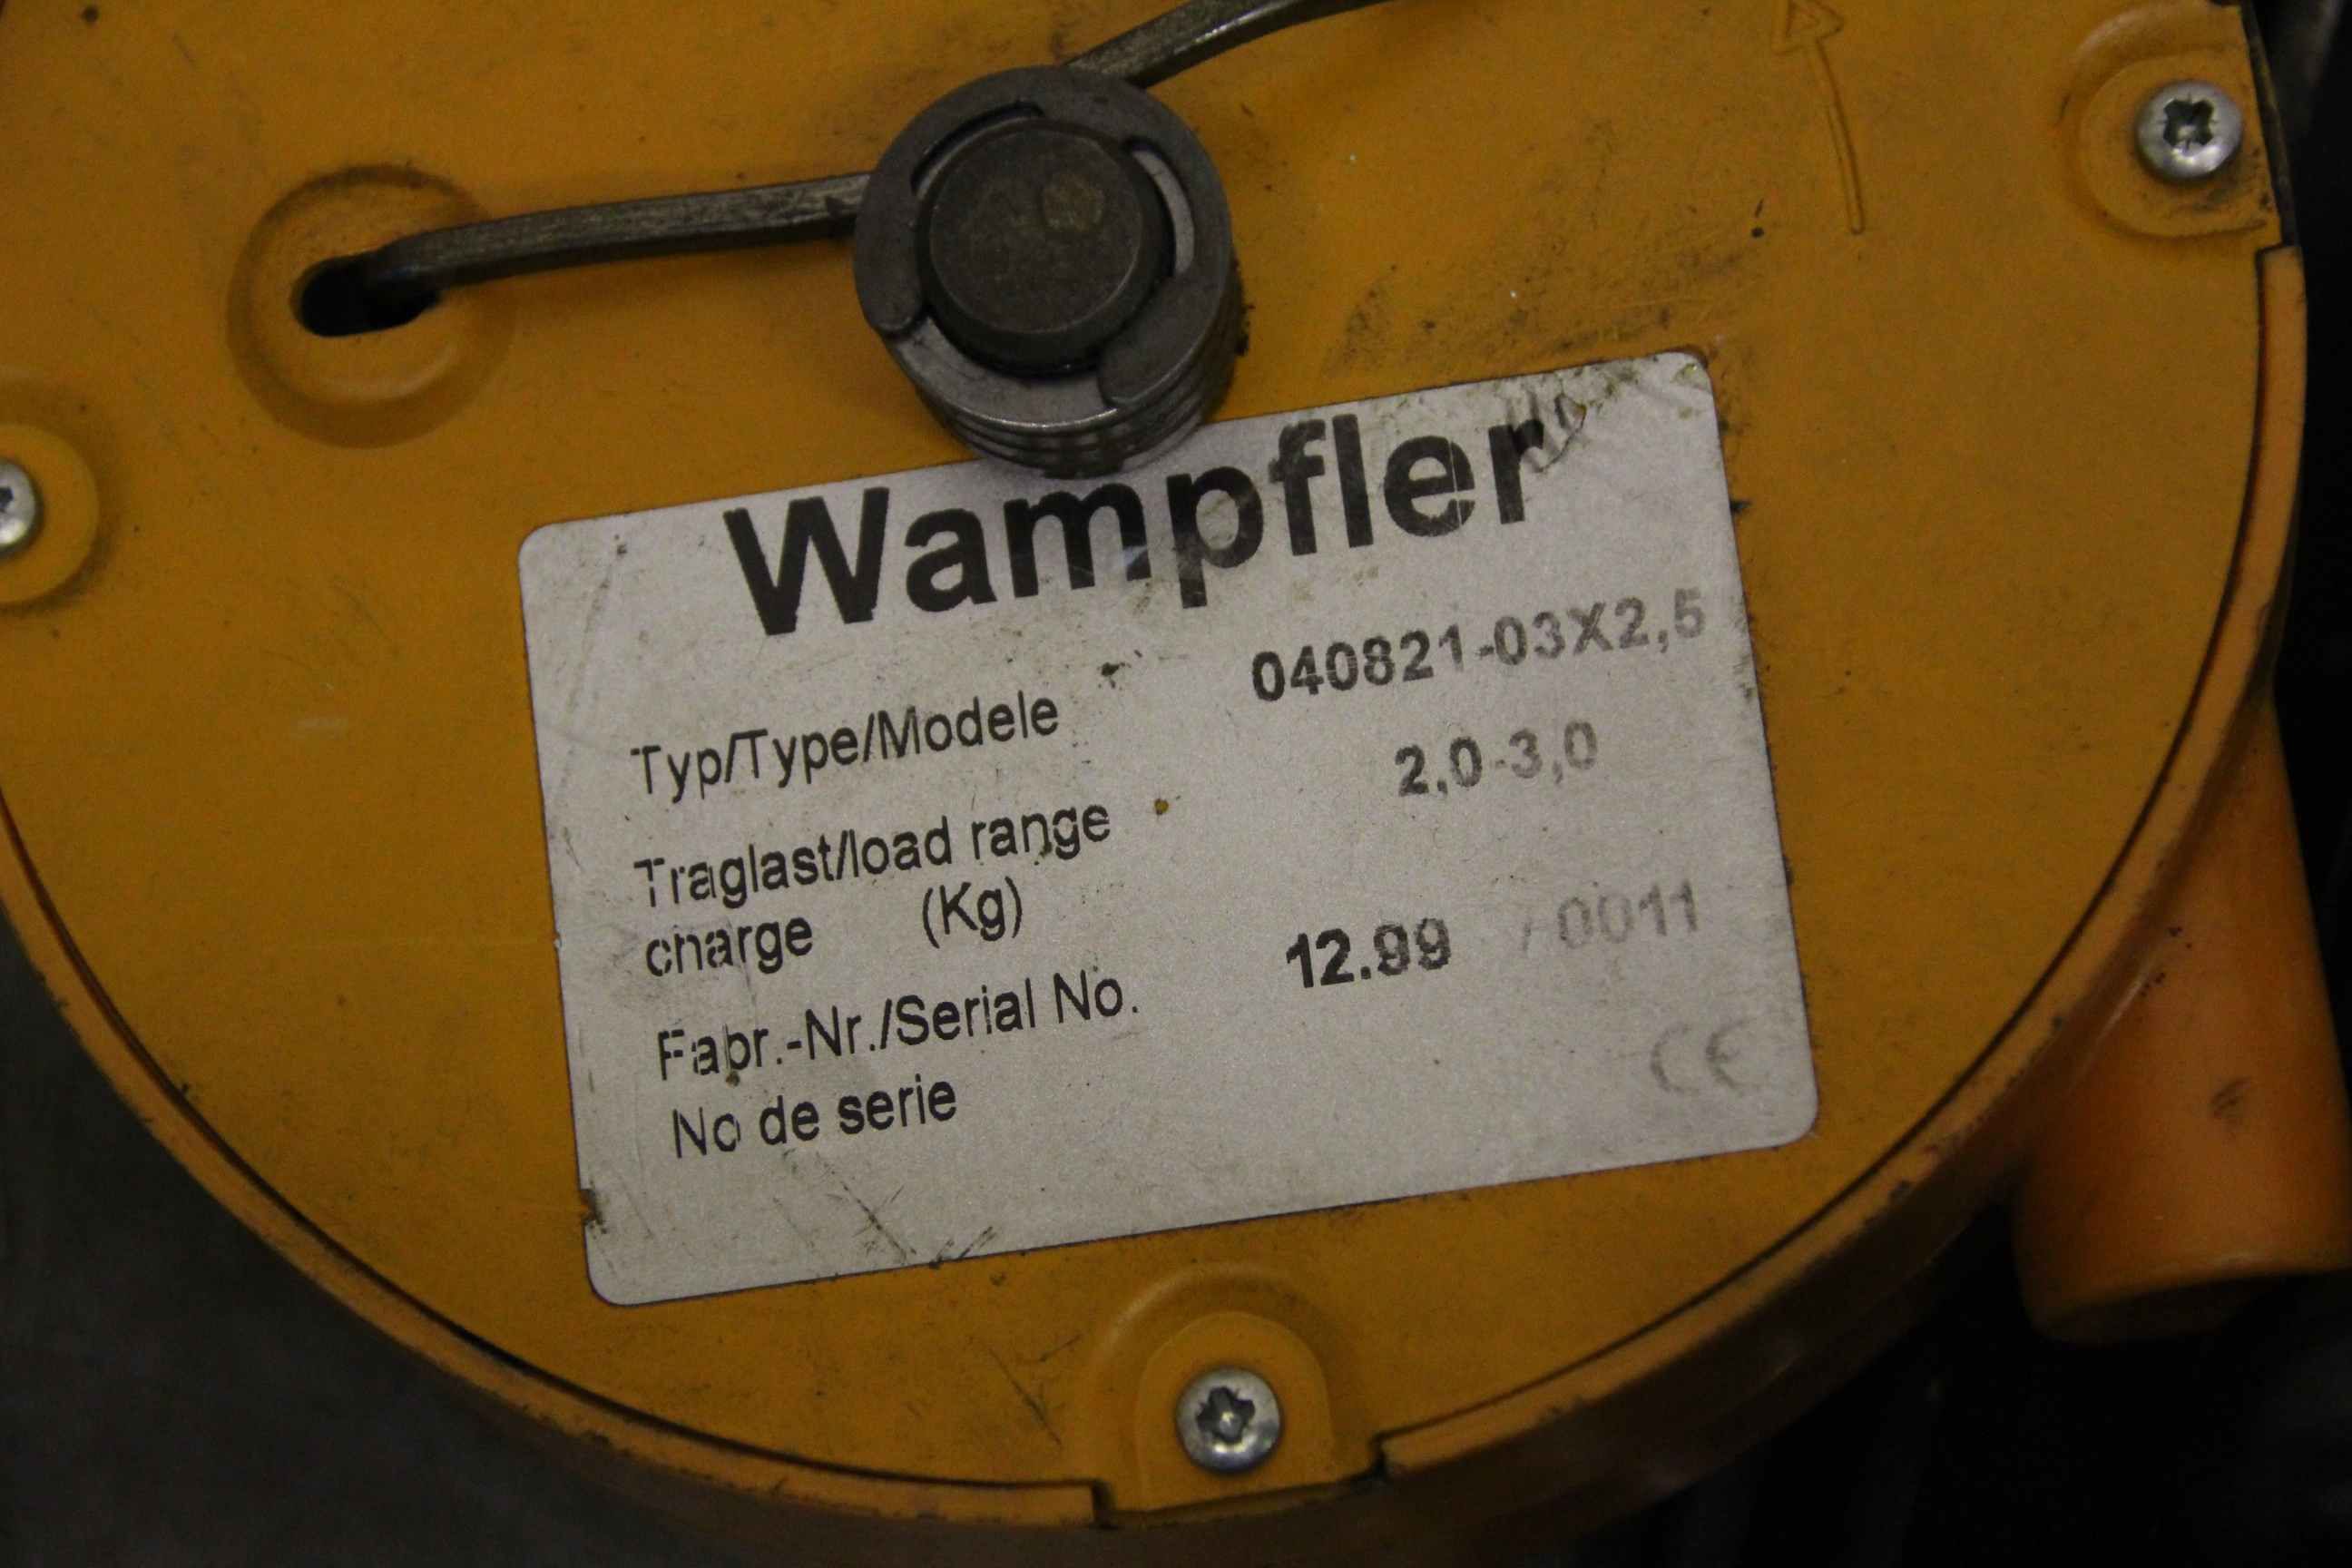 Wampfler
Typ/Type/Modele 040821-03X2,5
Traglast/load range 2,0-3,0
charge (Kg)
Fabr.-Nr./Serial No. 12.99 / 0011
No de serie
CE